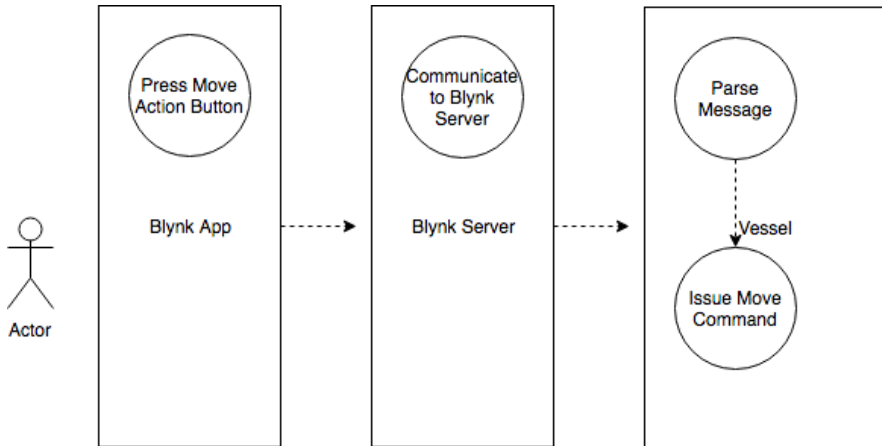 Press Move
Action Button
Communicate
to Blynk
Server
Parse
Message
Blynk App
Blynk Server
Vessel
Issue Move
Command
Actor